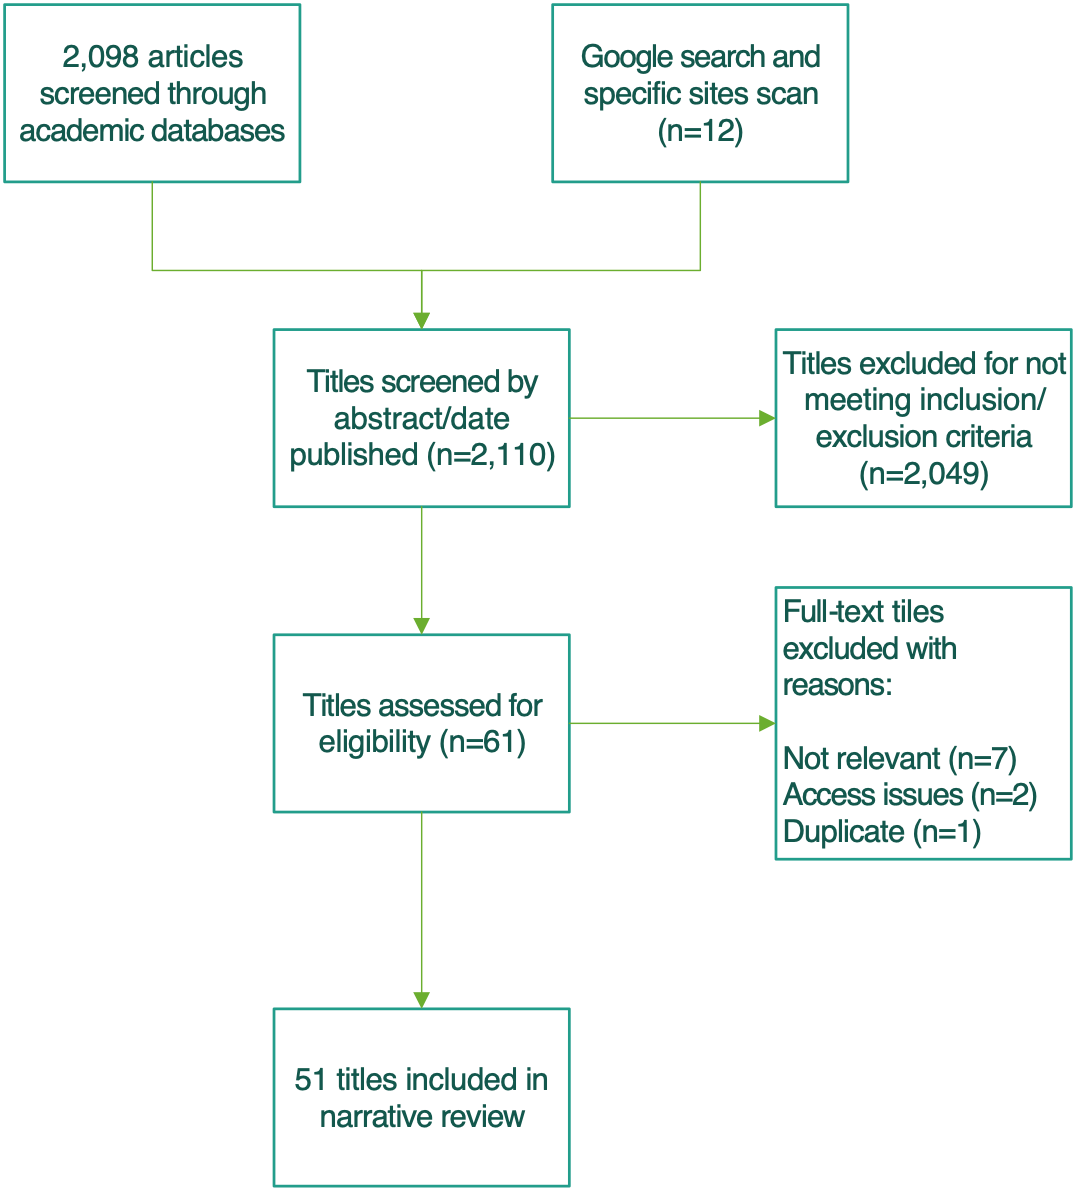 2,098 articles
screened through
academic databases
Google search and
specific sites scan
(n=12)
Titles screened by
abstract/date
published (n=2,110)
Titles excluded for not
meeting inclusion/
exclusion criteria
(n=2,049)
Titles assessed for
eligibility (n=61)
Full-text tiles
excluded with
reasons:
Not relevant (n=7)
Access issues (n=2)
Duplicate (n=1)
51 titles included in
narrative review